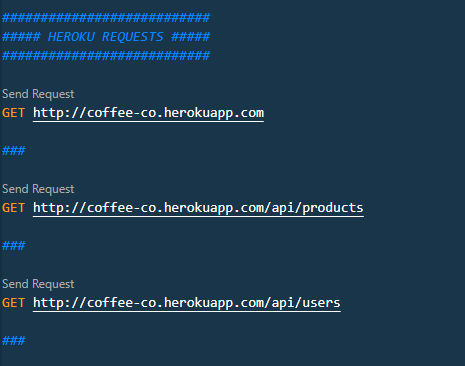 ###########################
##### HEROKU REQUESTS #####
###########################
Send Request
GET http://coffee-co.herokuapp.com
###
Send Request
GET http://coffee-co.herokuapp.com/api/products
###
Send Request
GET http://coffee-co.herokuapp.com/api/users
###